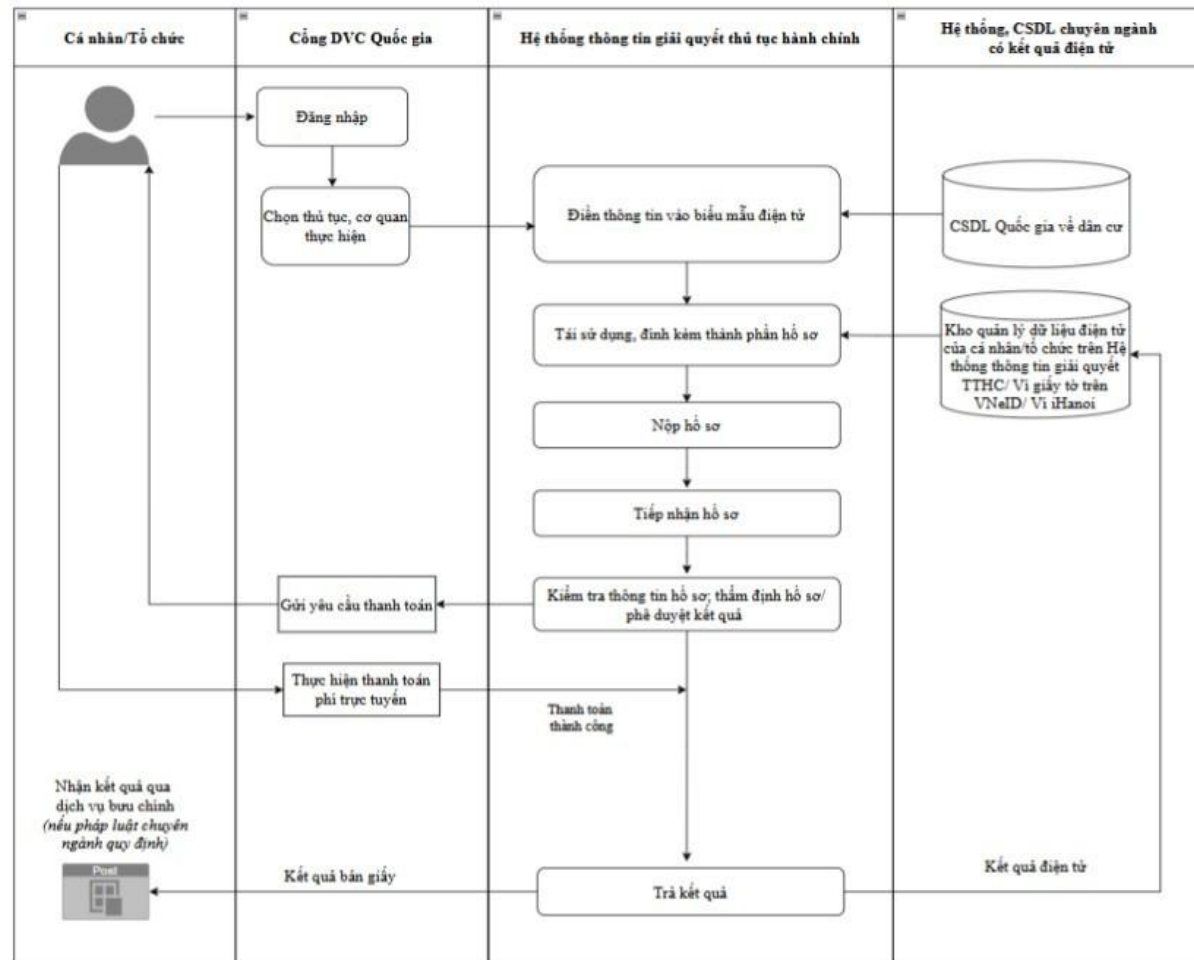 Cá nhân/Tổ chức
Cổng DVC Quốc gia
Hệ thống thông tin giải quyết thủ tục hành chính
Hệ thống, CSDL chuyên ngành
có kết quả điện tử
Đăng nhập
Chọn thủ tục, cơ quan
thực hiện
Điền thông tin vào biểu mẫu điện tử
CSDL Quốc gia về dân cư
Tái sử dụng, đính kèm thành phần hồ sơ
Kho quản lý dữ liệu điện tử
của cá nhân/tổ chức trên Hệ
thống thông tin giải quyết
TTHC/ Ví giấy tờ trên
VNeID/ Ví iHanoi
Nộp hồ sơ
Tiếp nhận hồ sơ
Kiểm tra thông tin hồ sơ; thẩm định hồ sơ/
phê duyệt kết quả
Gửi yêu cầu thanh toán
Thực hiện thanh toán
phí trực tuyến
Thanh toán
thành công
Nhận kết quả qua
dịch vụ bưu chính
(nếu pháp luật chuyên
ngành quy định)
Post
Kết quả bản giấy
Trả kết quả
Kết quả điện tử